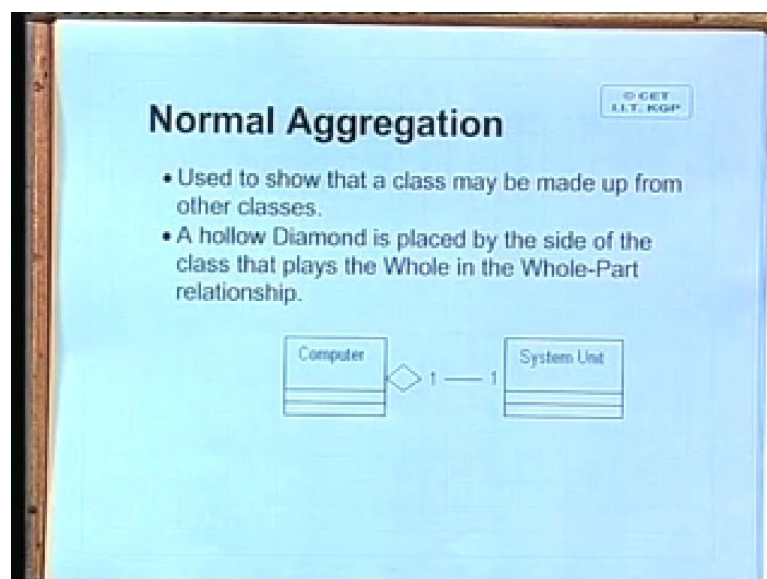 © CET
I.I.T. KGP
Normal Aggregation
• Used to show that a class may be made up from
other classes.
• A hollow Diamond is placed by the side of the
class that plays the Whole in the Whole-Part
relationship.
Computer
1
1
System Unit